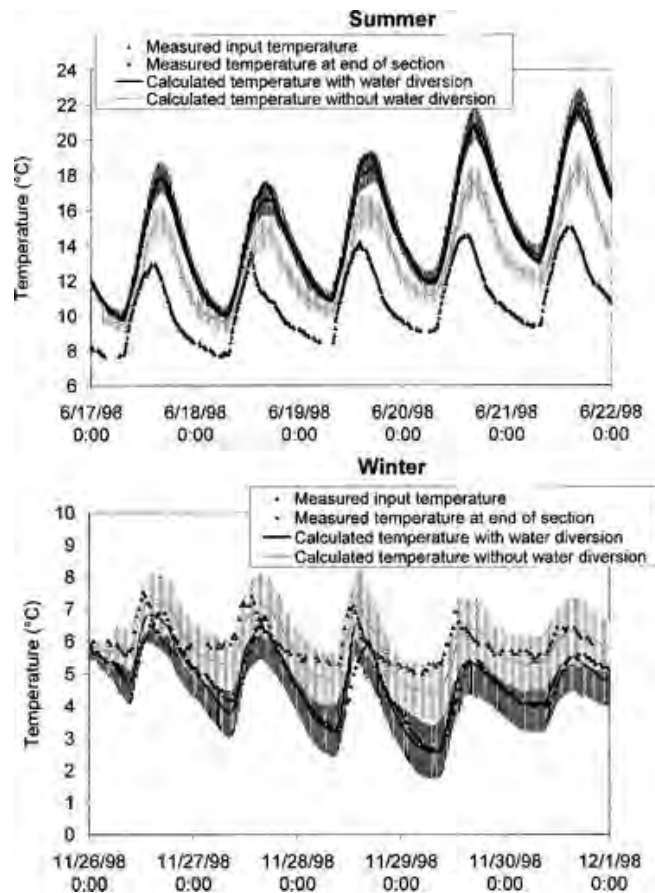 Summer
Measured input temperature
Measured temperature at end of section
Calculated temperature with water diversion
Calculated temperature without water diversion
24
22
20
18
16
14
12
10
8
6
Temperature (°C)
6/17/98 6/18/98 6/19/98 6/20/98 6/21/98 6/22/98
0:00 0:00 0:00 0:00 0:00 0:00
Winter
Measured input temperature
Measured temperature at end of section
Calculated temperature with water diversion
Calculated temperature without water diversion
10
9
8
7
6
5
4
3
2
1
0
Temperature (°C)
11/26/98 11/27/98 11/28/98 11/29/98 11/30/98 12/1/98
0:00 0:00 0:00 0:00 0:00 0:00